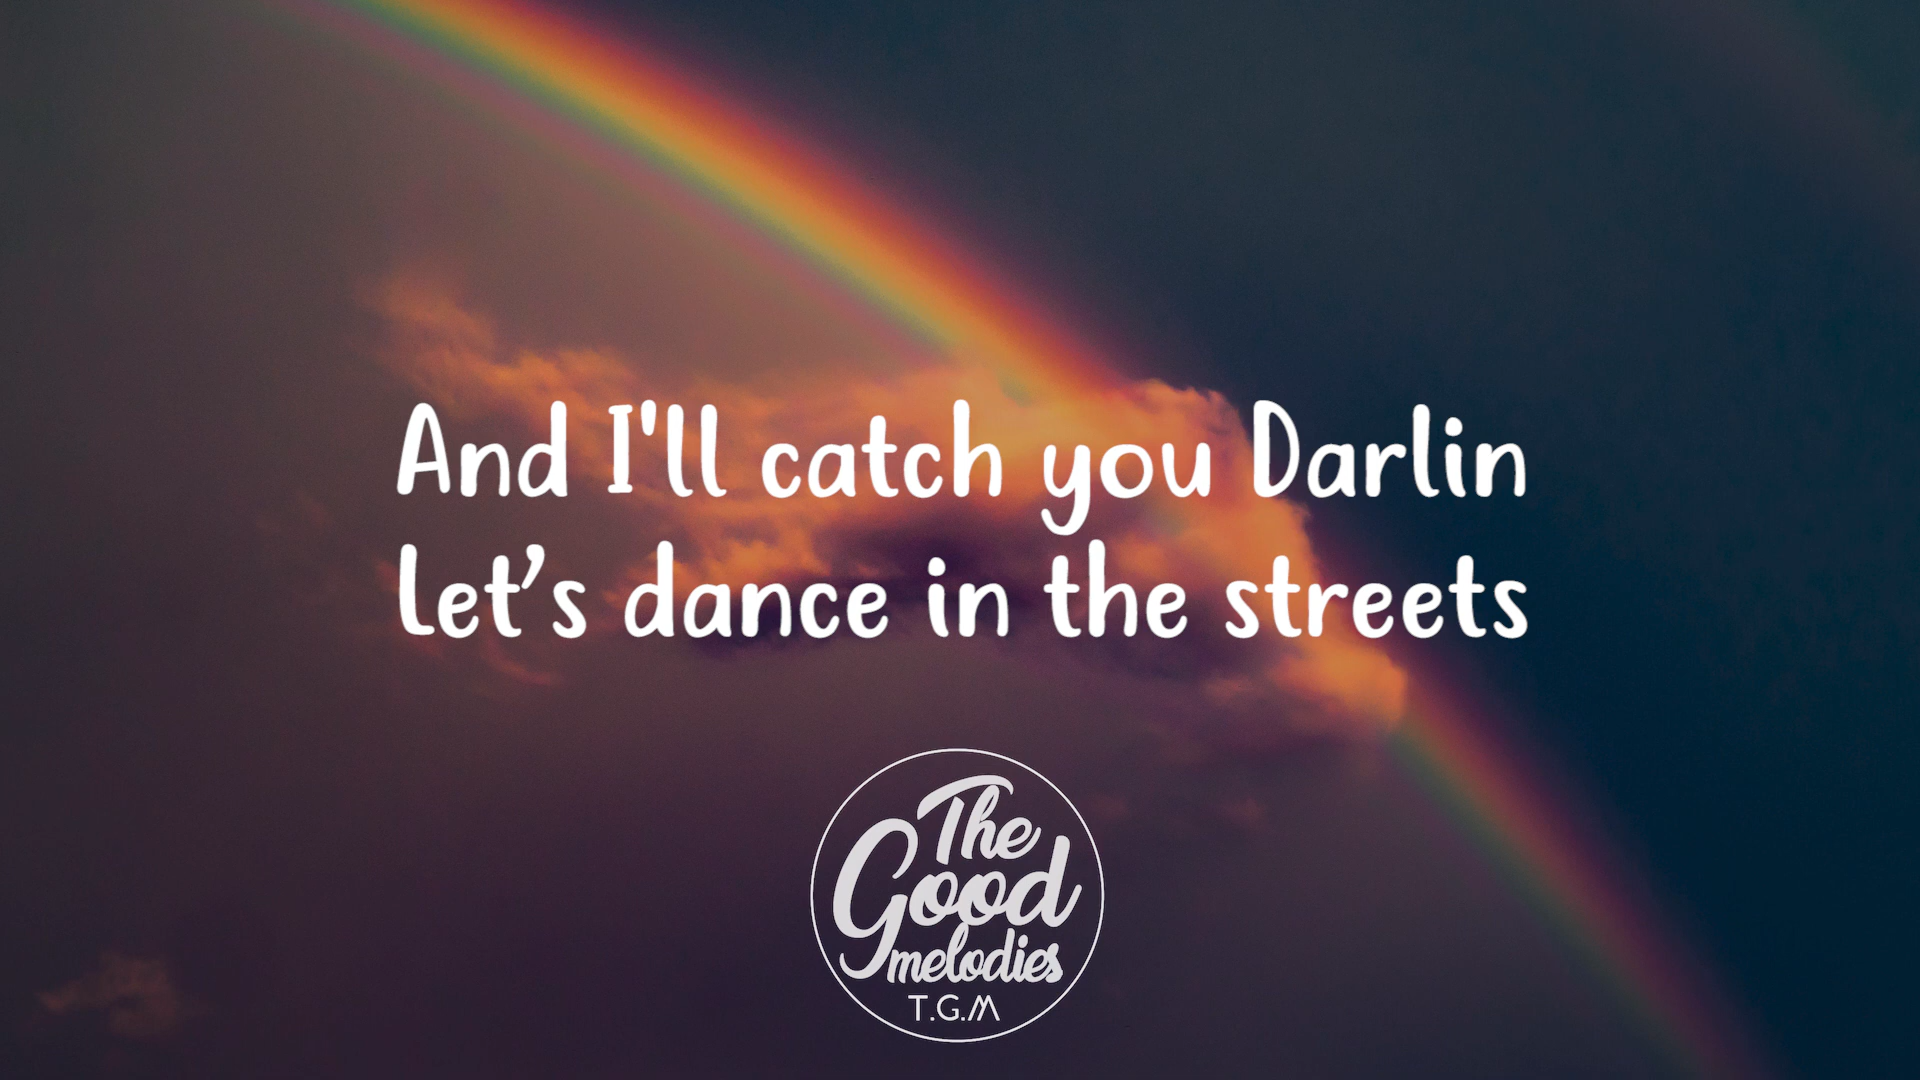 And I'll catch you Darlin
Let’s dance in the streets
The
Good
melodies
T.G.M